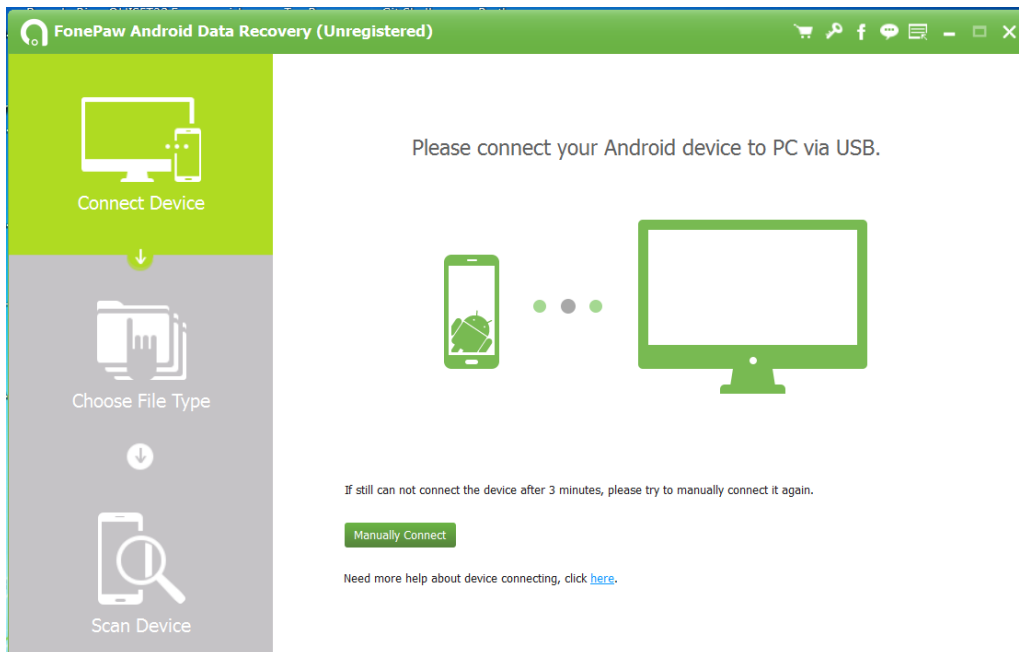 FonePaw Android Data Recovery (Unregistered)
Connect Device
Choose File Type
Scan Device
Please connect your Android device to PC via USB.
If still can not connect the device after 3 minutes, please try to manually connect it again.
Manually Connect
Need more help about device connecting, click here.